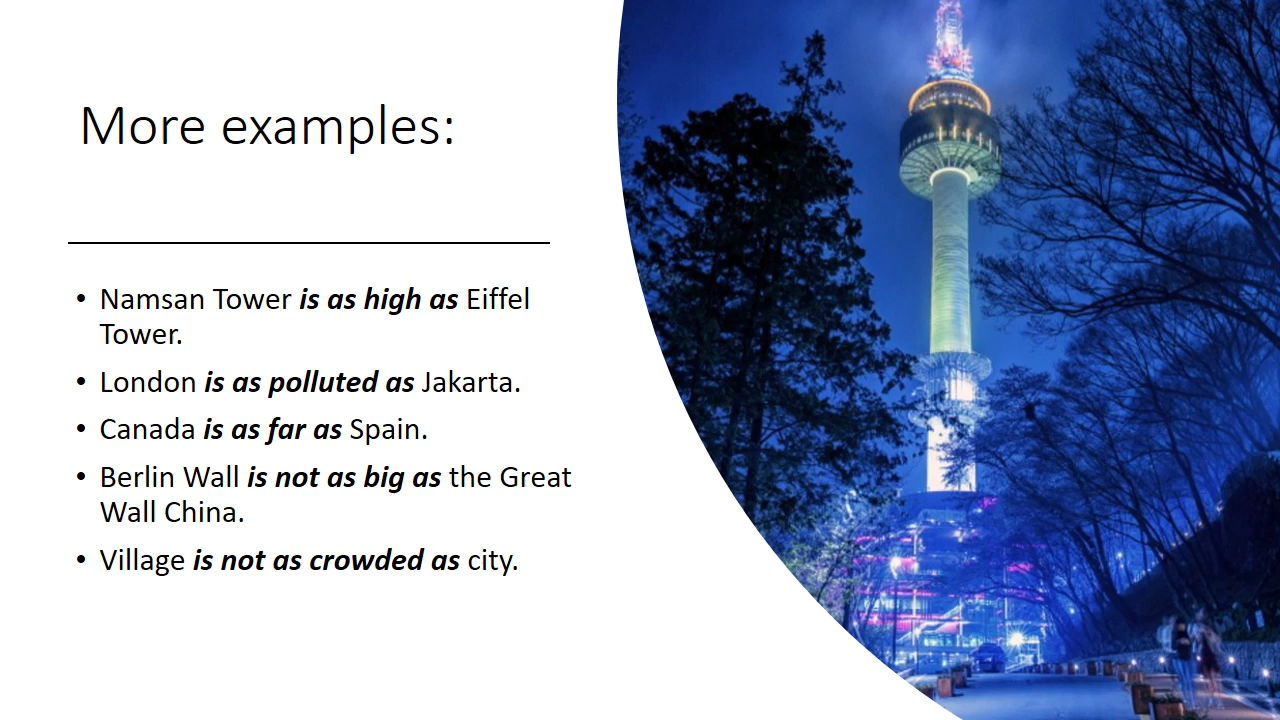 More examples:
• Namsan Tower is as high as Eiffel
Tower.
• London is as polluted as Jakarta.
• Canada is as far as Spain.
• Berlin Wall is not as big as the Great
Wall China.
• Village is not as crowded as city.